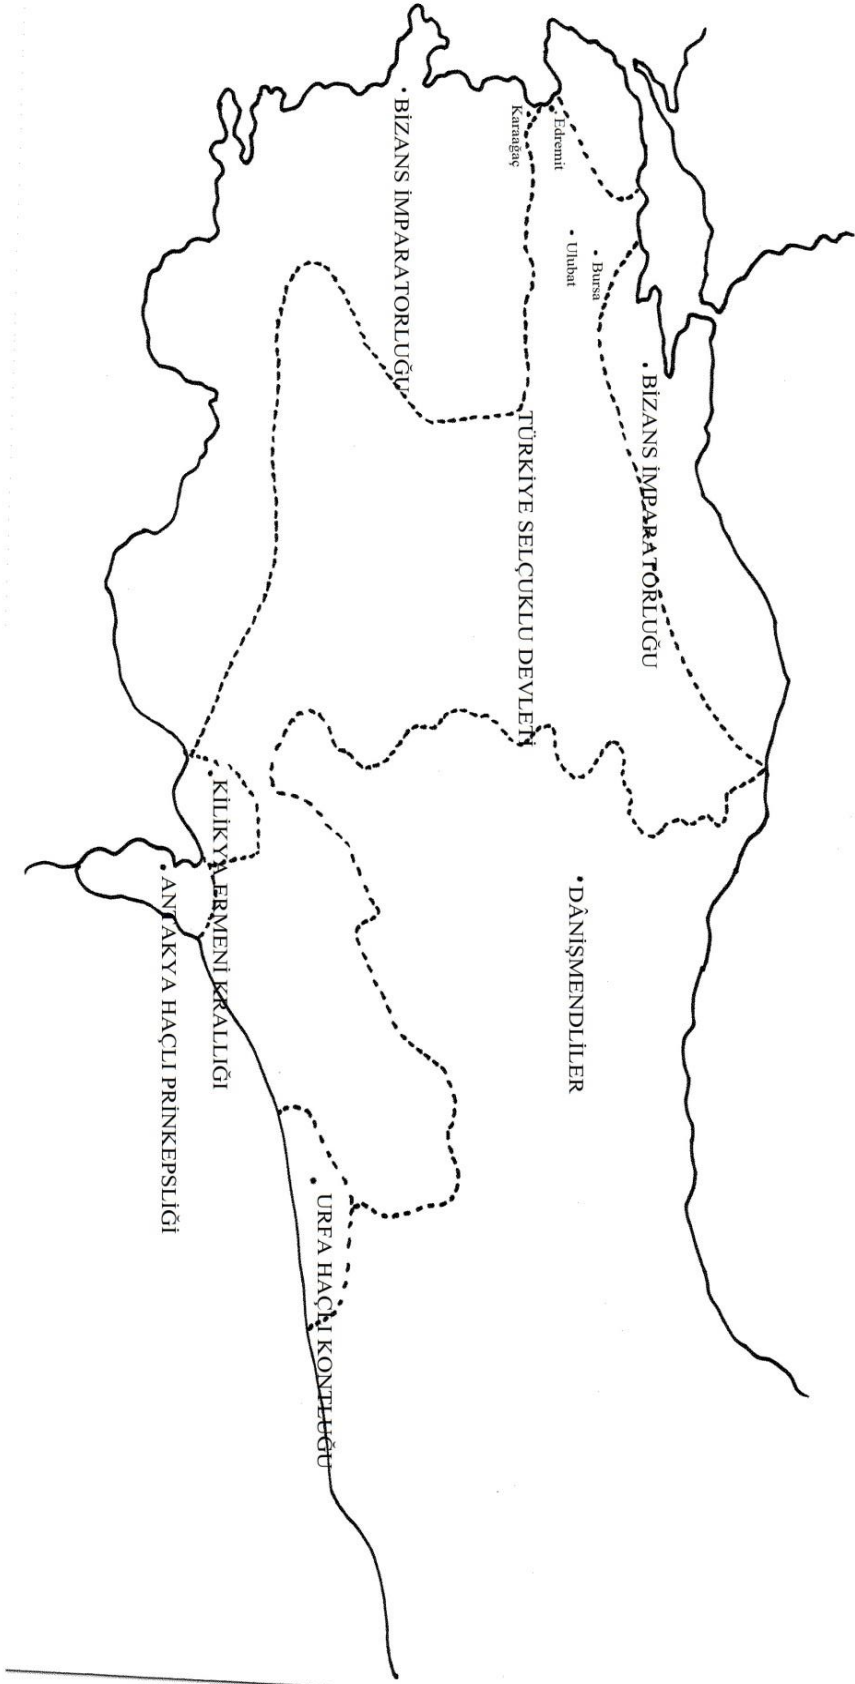 BİZANS İMPARATORLUĞU
Bursa
Ulubat
Edremit
Karaağaç
TÜRKİYE SELÇUKLU DEVLETİ
DÂNİŞMENDLİLER
BİZANS İMPARATORLUĞU
URFA HAÇLI KONTLUĞU
KİLİKYA ERMENİ KRALLIĞI
ANTAKYA HAÇLI PRİNKEPSLİĞİ